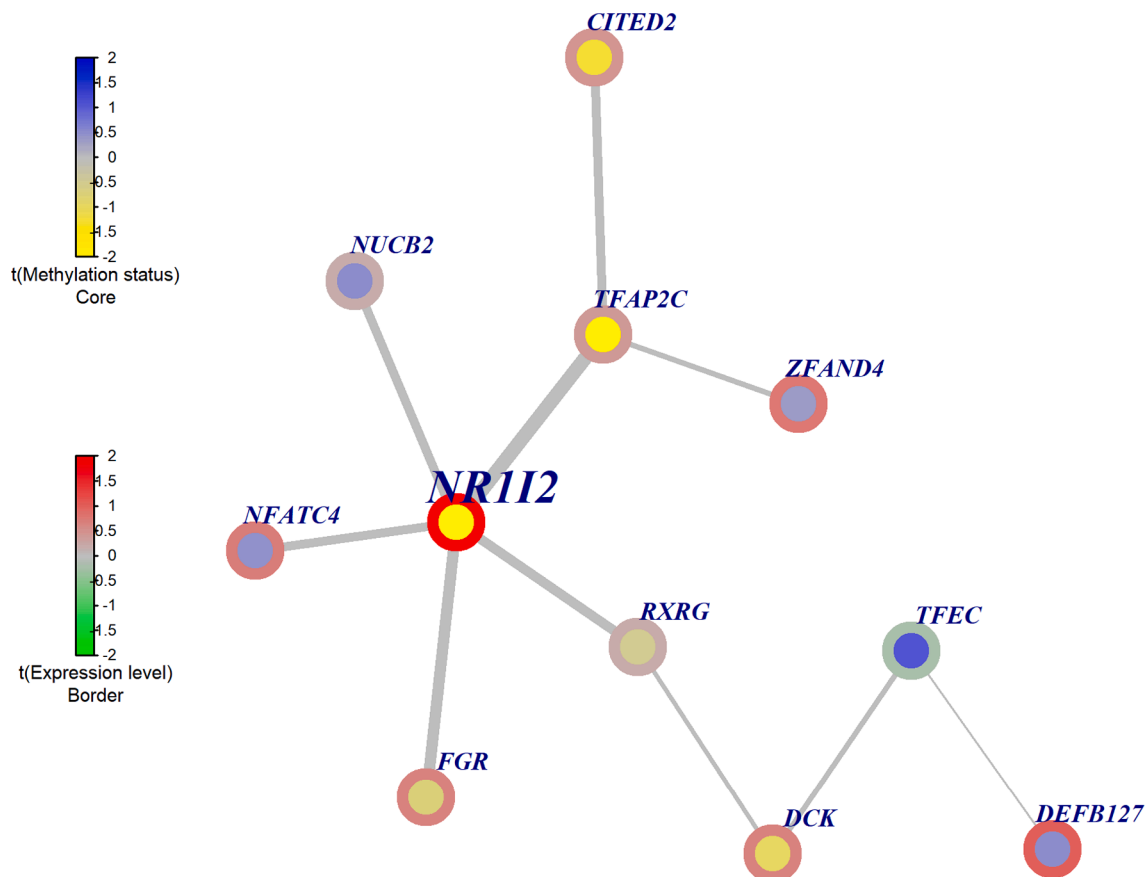 CITED2
2
1.5
1
0.5
0
0.5
-1
1.5
-2
t(Methylation status)
Core
NUCB2
TFAP2C
ZFAND4
2
1.5
1
0.5
0
0.5
-1
1.5
-2
t(Expression level)
Border
NR1I2
NFATC4
RXRG
TFEC
FGR
DCK
DEFB127